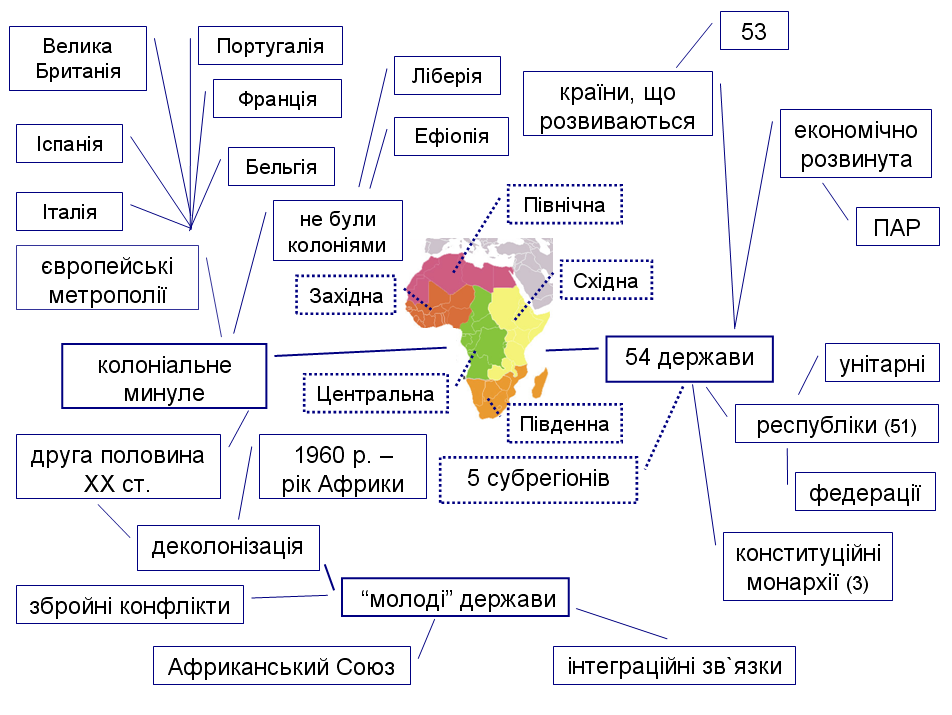 Велика
Британія
Португалія
Франція
Іспанія
Бельгія
Італія
Ліберія
Ефіопія
не були
колоніями
європейські
метрополії
колоніальне
минуле
53
країни, що
розвиваються
економічно
розвинута
ПАР
Північна
Східна
Західна
Центральна
Південна
54 держави
унітарні
республіки (51)
федерації
5 субрегіонів
конституційні
монархії (3)
друга половина
ХХ ст.
1960 р. –
рік Африки
деколонізація
збройні конфлікти
“молоді” держави
Африканський Союз
інтеграційні зв`язки